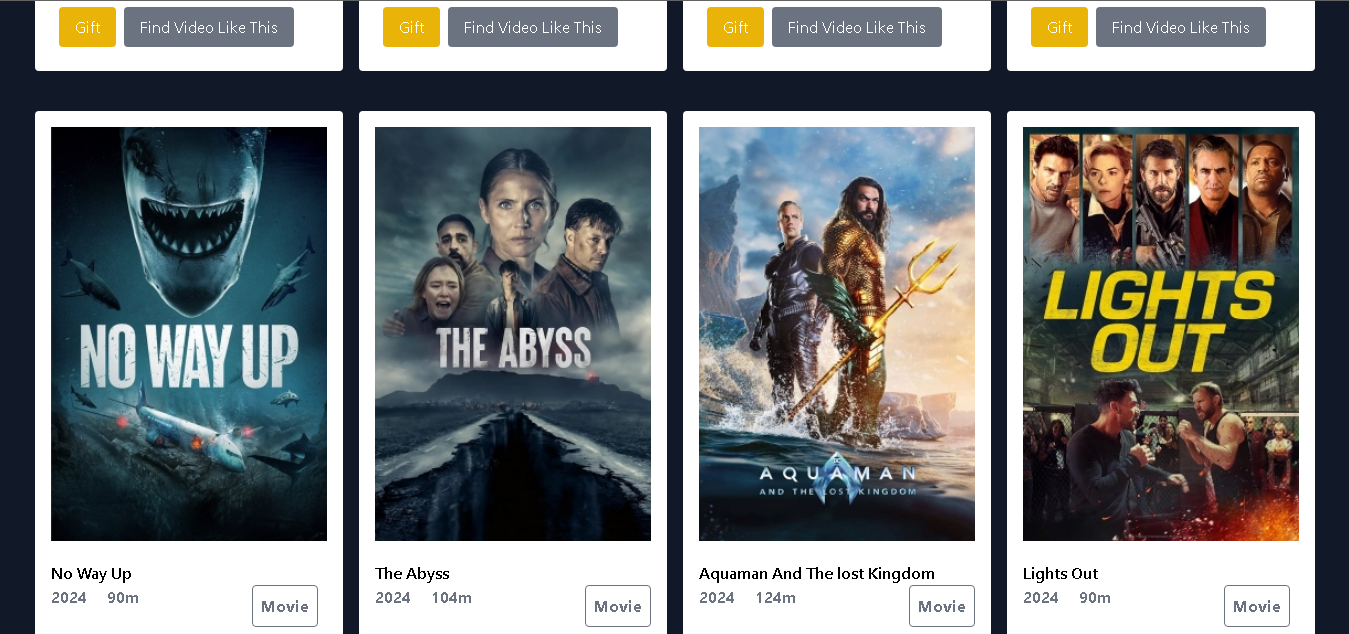 Gift Find Video Like This Gift Find Video Like This Gift Find Video Like This Gift Find Video Like This
NO WAY UP
THE ABYSS
AQUAMAN
AND THE LOST KINGDOM
LIGHTS
OUT
No Way Up
2024 90m
Movie
The Abyss
2024 104m
Movie
Aquaman And The lost Kingdom
2024 124m
Movie
Lights Out
2024 90m
Movie